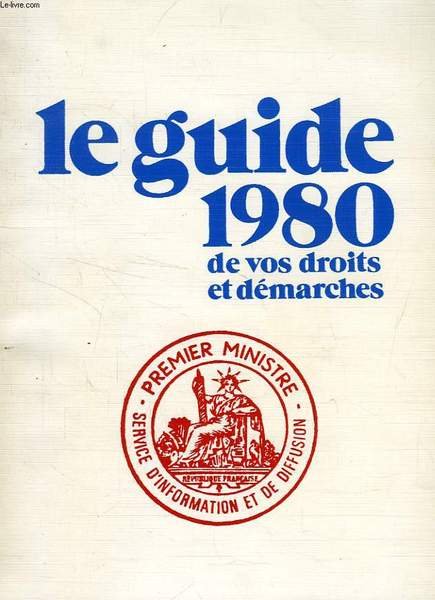 Le-livre.com
le guide
1980
de vos droits
et démarches
- PREMIER MINISTRE -
SERVICE D'INFORMATION ET DE DIFFUSION
RÉPUBLIQUE FRANÇAISE